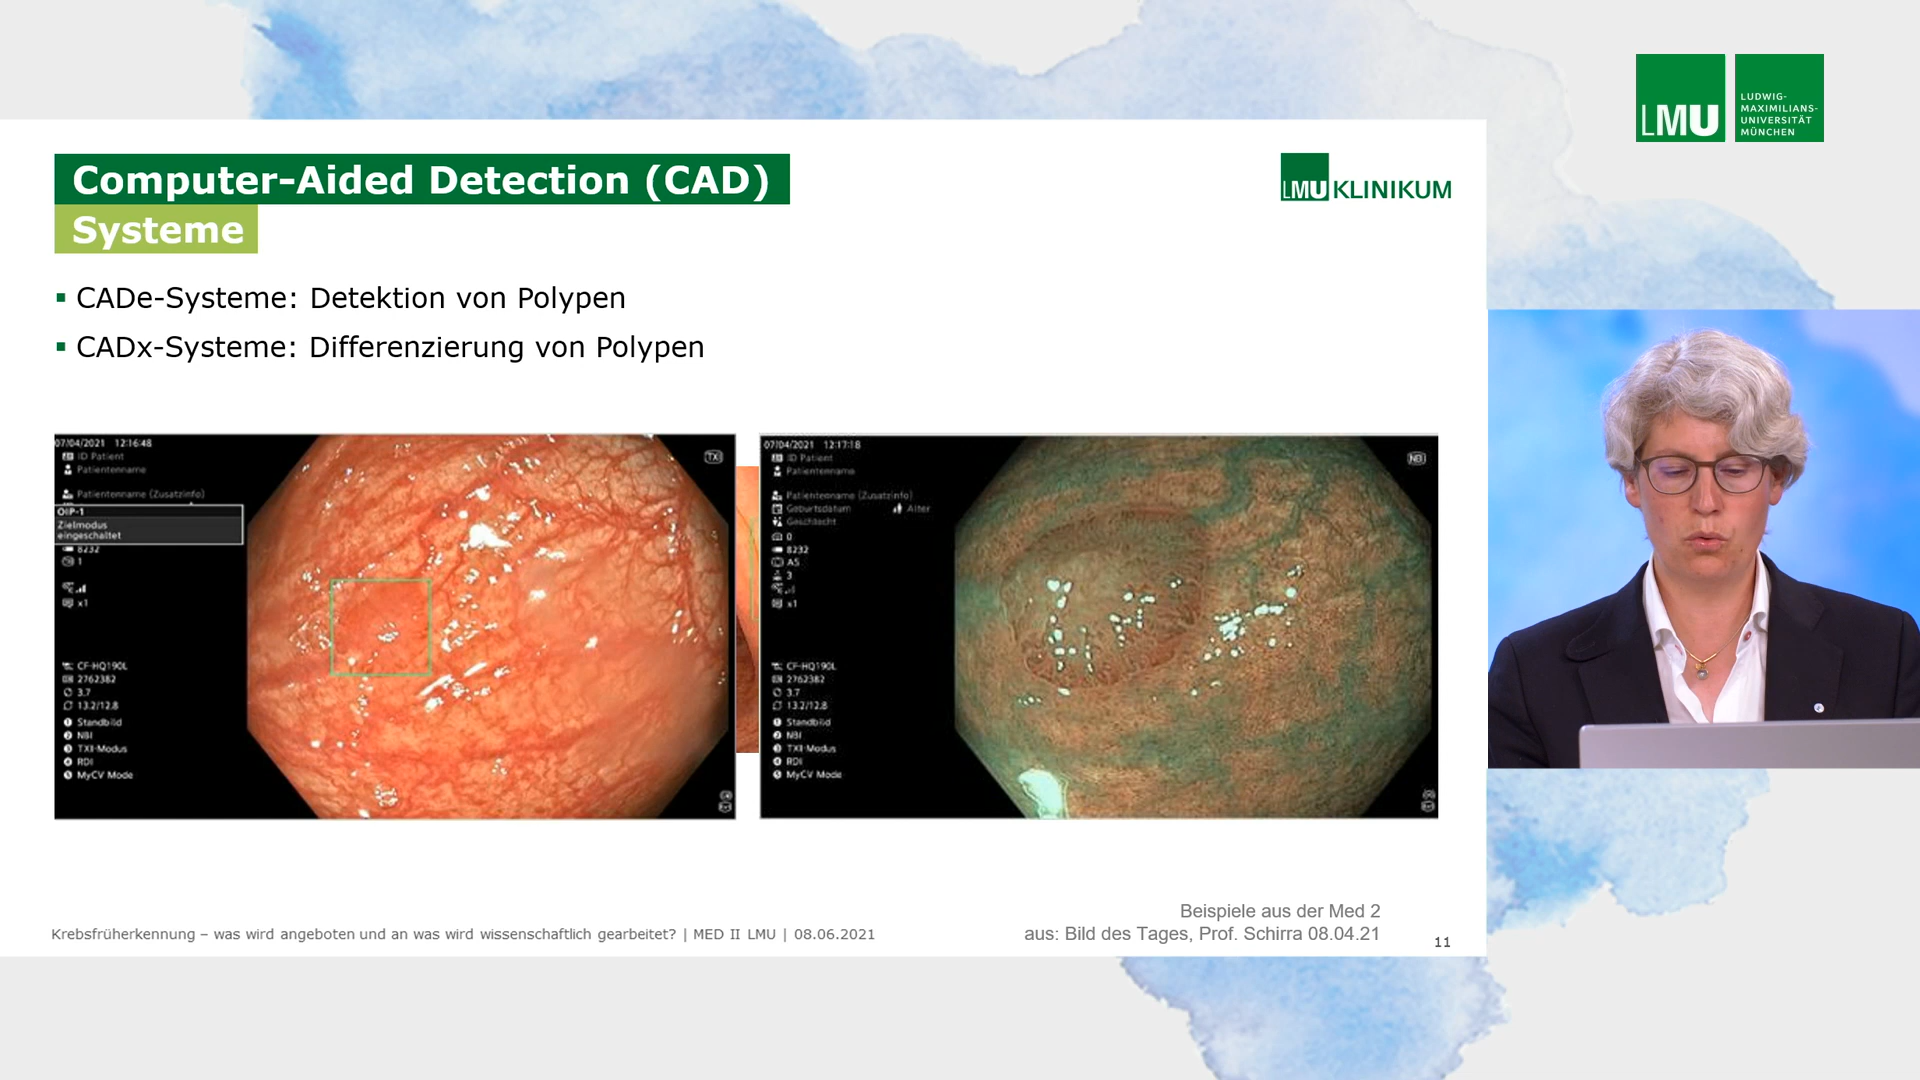 LMU
LUDWIG-
MAXIMILIANS-
UNIVERSITÄT
MÜNCHEN
Computer-Aided Detection (CAD)
Systeme
LMU KLINIKUM
▪ CADe-Systeme: Detektion von Polypen
▪ CADx-Systeme: Differenzierung von Polypen
07/04/2021 12:16:48
ID Patient
Patientenname
Patientenname (Zusatzinfo)
OIP-1
Zielmodus
eingeschaltet
8232
1
x1
CF-HQ190L
2762382
3.7
13.2/12.8
Standbild
NBI
TXI-Modus
RDI
MyCV Mode
TXI
07/04/2021 12:17:18
ID Patient
Patientenname
Patientenname (Zusatzinfo)
Geburtsdatum Alter
Geschlecht
0
8232
A5
3
x1
CF-HQ190L
2762382
3.7
13.2/12.8
Standbild
NBI
TXI-Modus
RDI
MyCV Mode
NBI
Beispiele aus der Med 2
aus: Bild des Tages, Prof. Schirra 08.04.21
Krebsfrüherkennung – was wird angeboten und an was wird wissenschaftlich gearbeitet? | MED II LMU | 08.06.2021
11